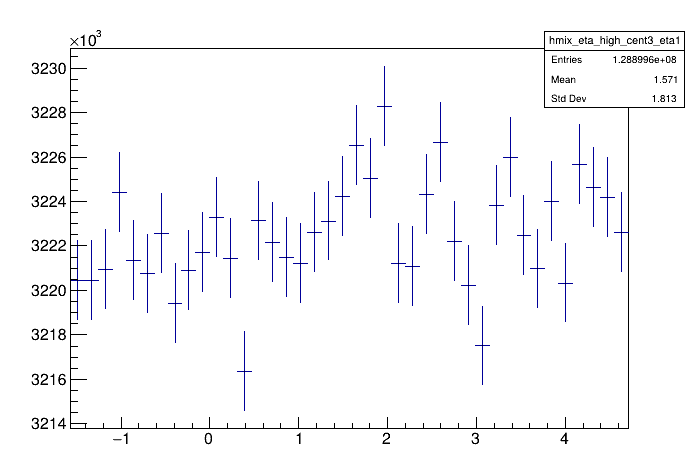 ×10³
hmix_eta_high_cent3_eta1
Entries 1.288996e+08
Mean 1.571
Std Dev 1.813
3230
3228
3226
3224
3222
3220
3218
3216
3214
−1 0 1 2 3 4